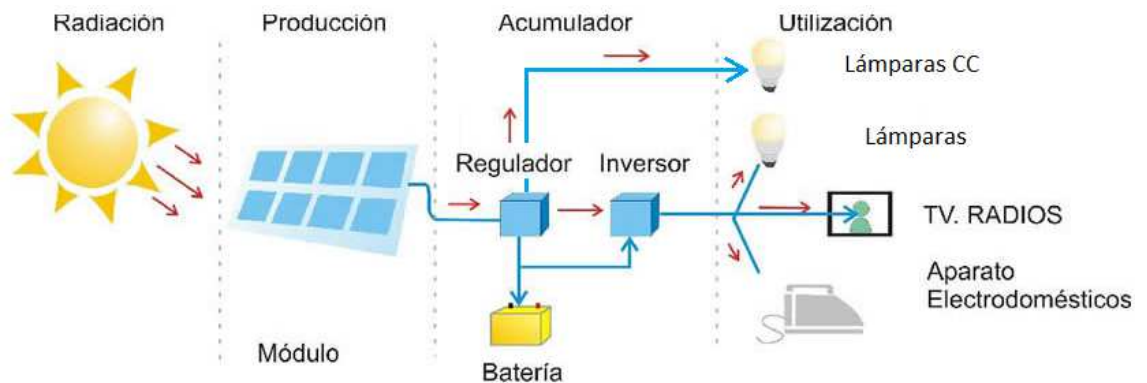 Radiación
Producción
Acumulador
Utilización
Lámparas CC
Lámparas
Regulador
Inversor
TV. RADIOS
Aparato
Electrodomésticos
Módulo
Batería